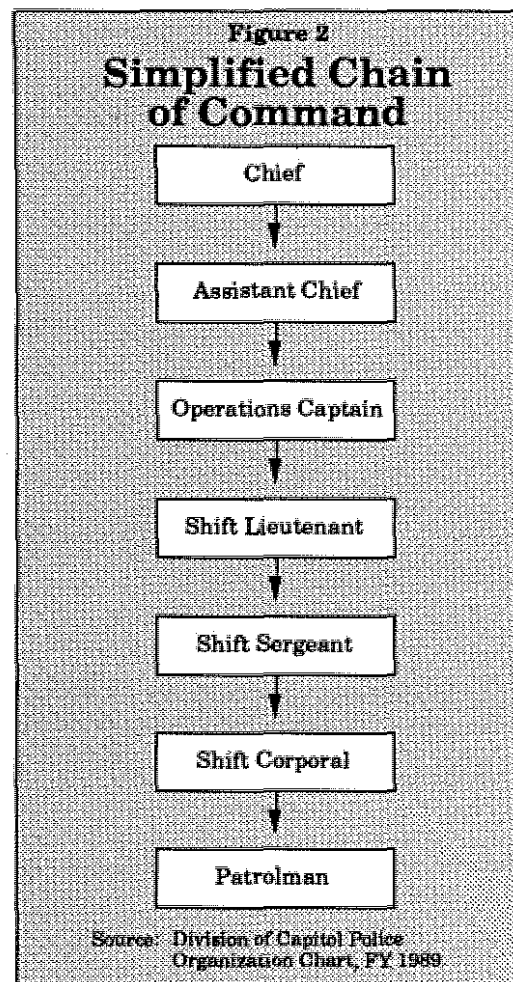 Figure 2
Simplified Chain
of Command
Chief
Assistant Chief
Operations Captain
Shift Lieutenant
Shift Sergeant
Shift Corporal
Patrolman
Source: Division of Capitol Police
Organization Chart, FY 1989